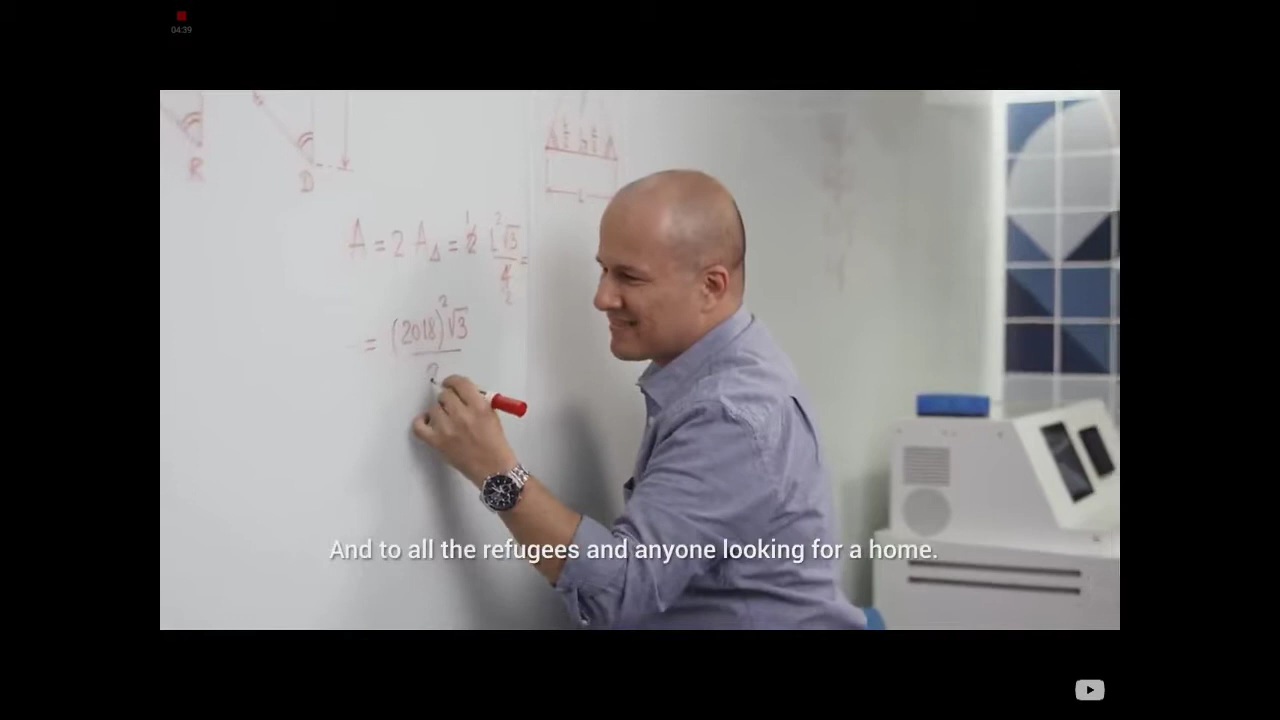 04:39
R
D
L
A = 2 A△ = 2̸ 1 L²√3 / 4̸ 2 =
= (2018)²√3 / 2
And to all the refugees and anyone looking for a home.